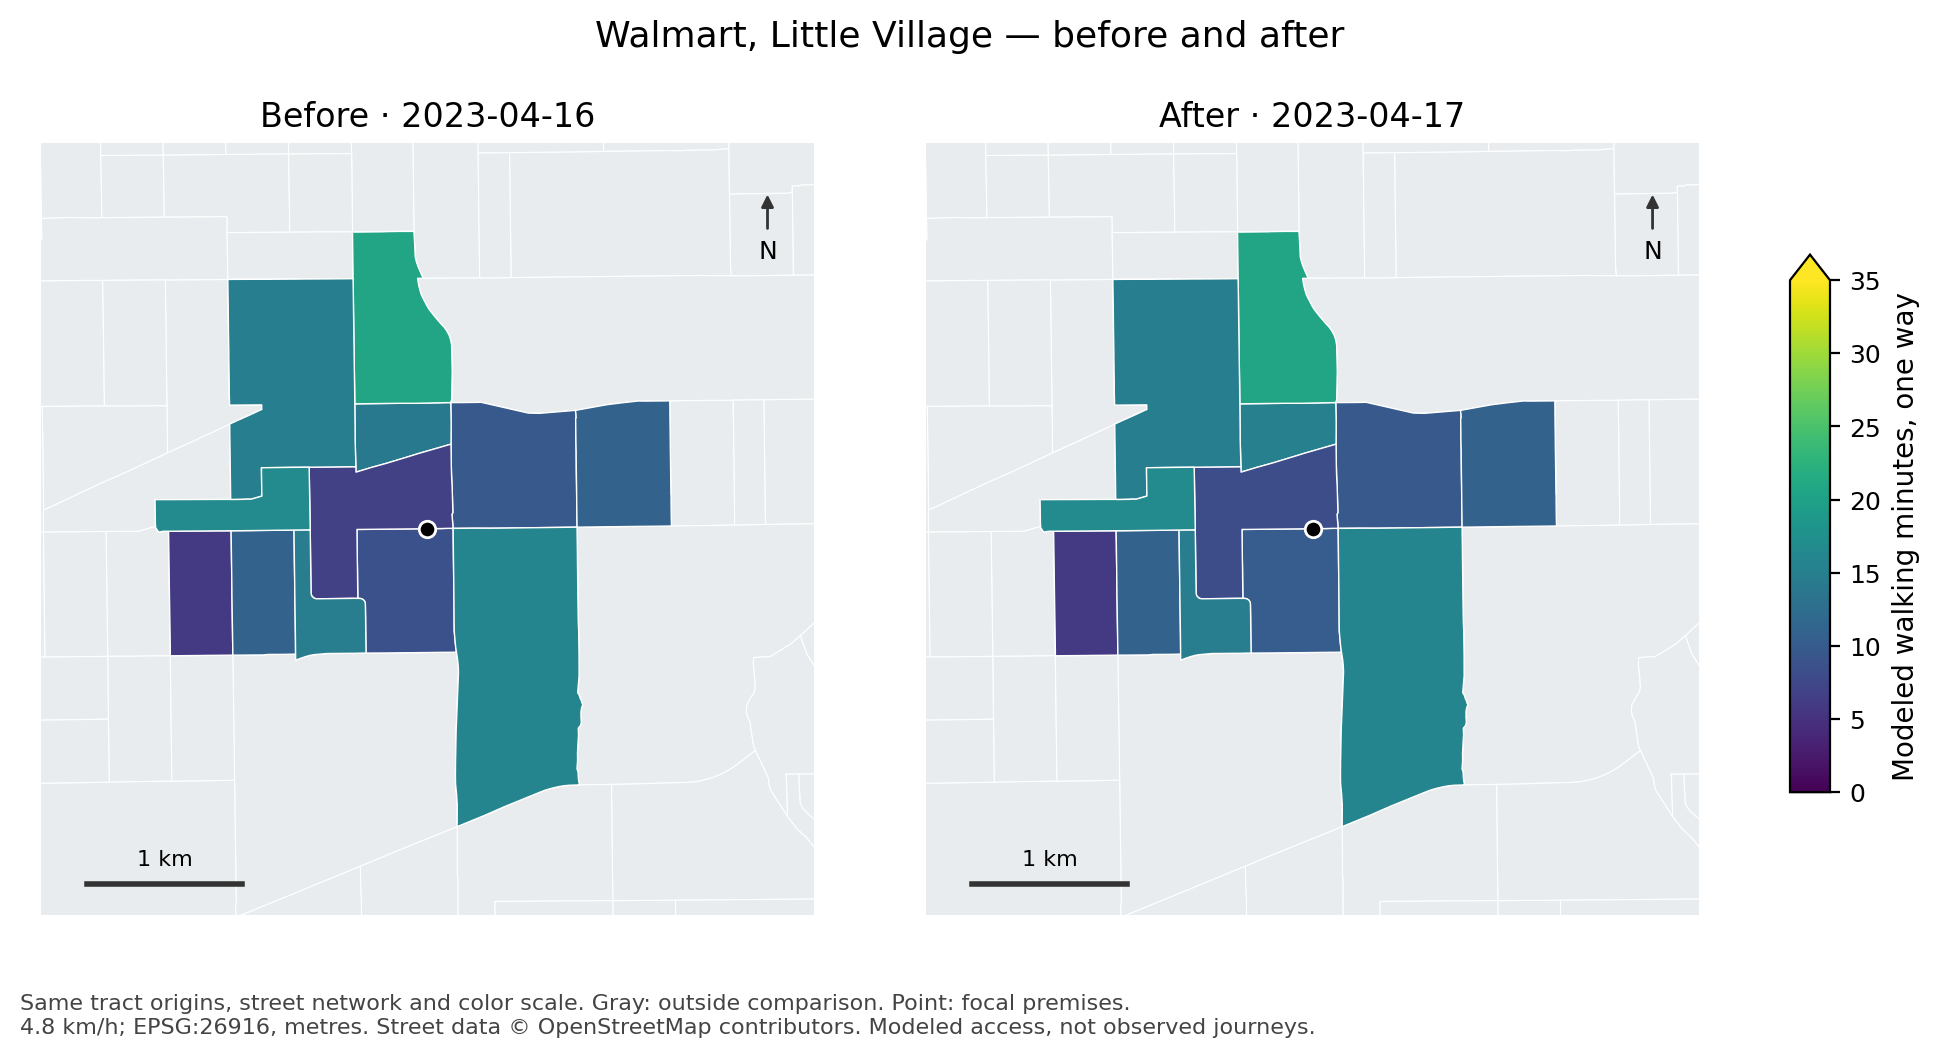 Walmart, Little Village — before and after
Before · 2023-04-16
After · 2023-04-17
N
N
35
30
25
20
15
10
5
0
Modeled walking minutes, one way
1 km
1 km
Same tract origins, street network and color scale. Gray: outside comparison. Point: focal premises.
4.8 km/h; EPSG:26916, metres. Street data © OpenStreetMap contributors. Modeled access, not observed journeys.